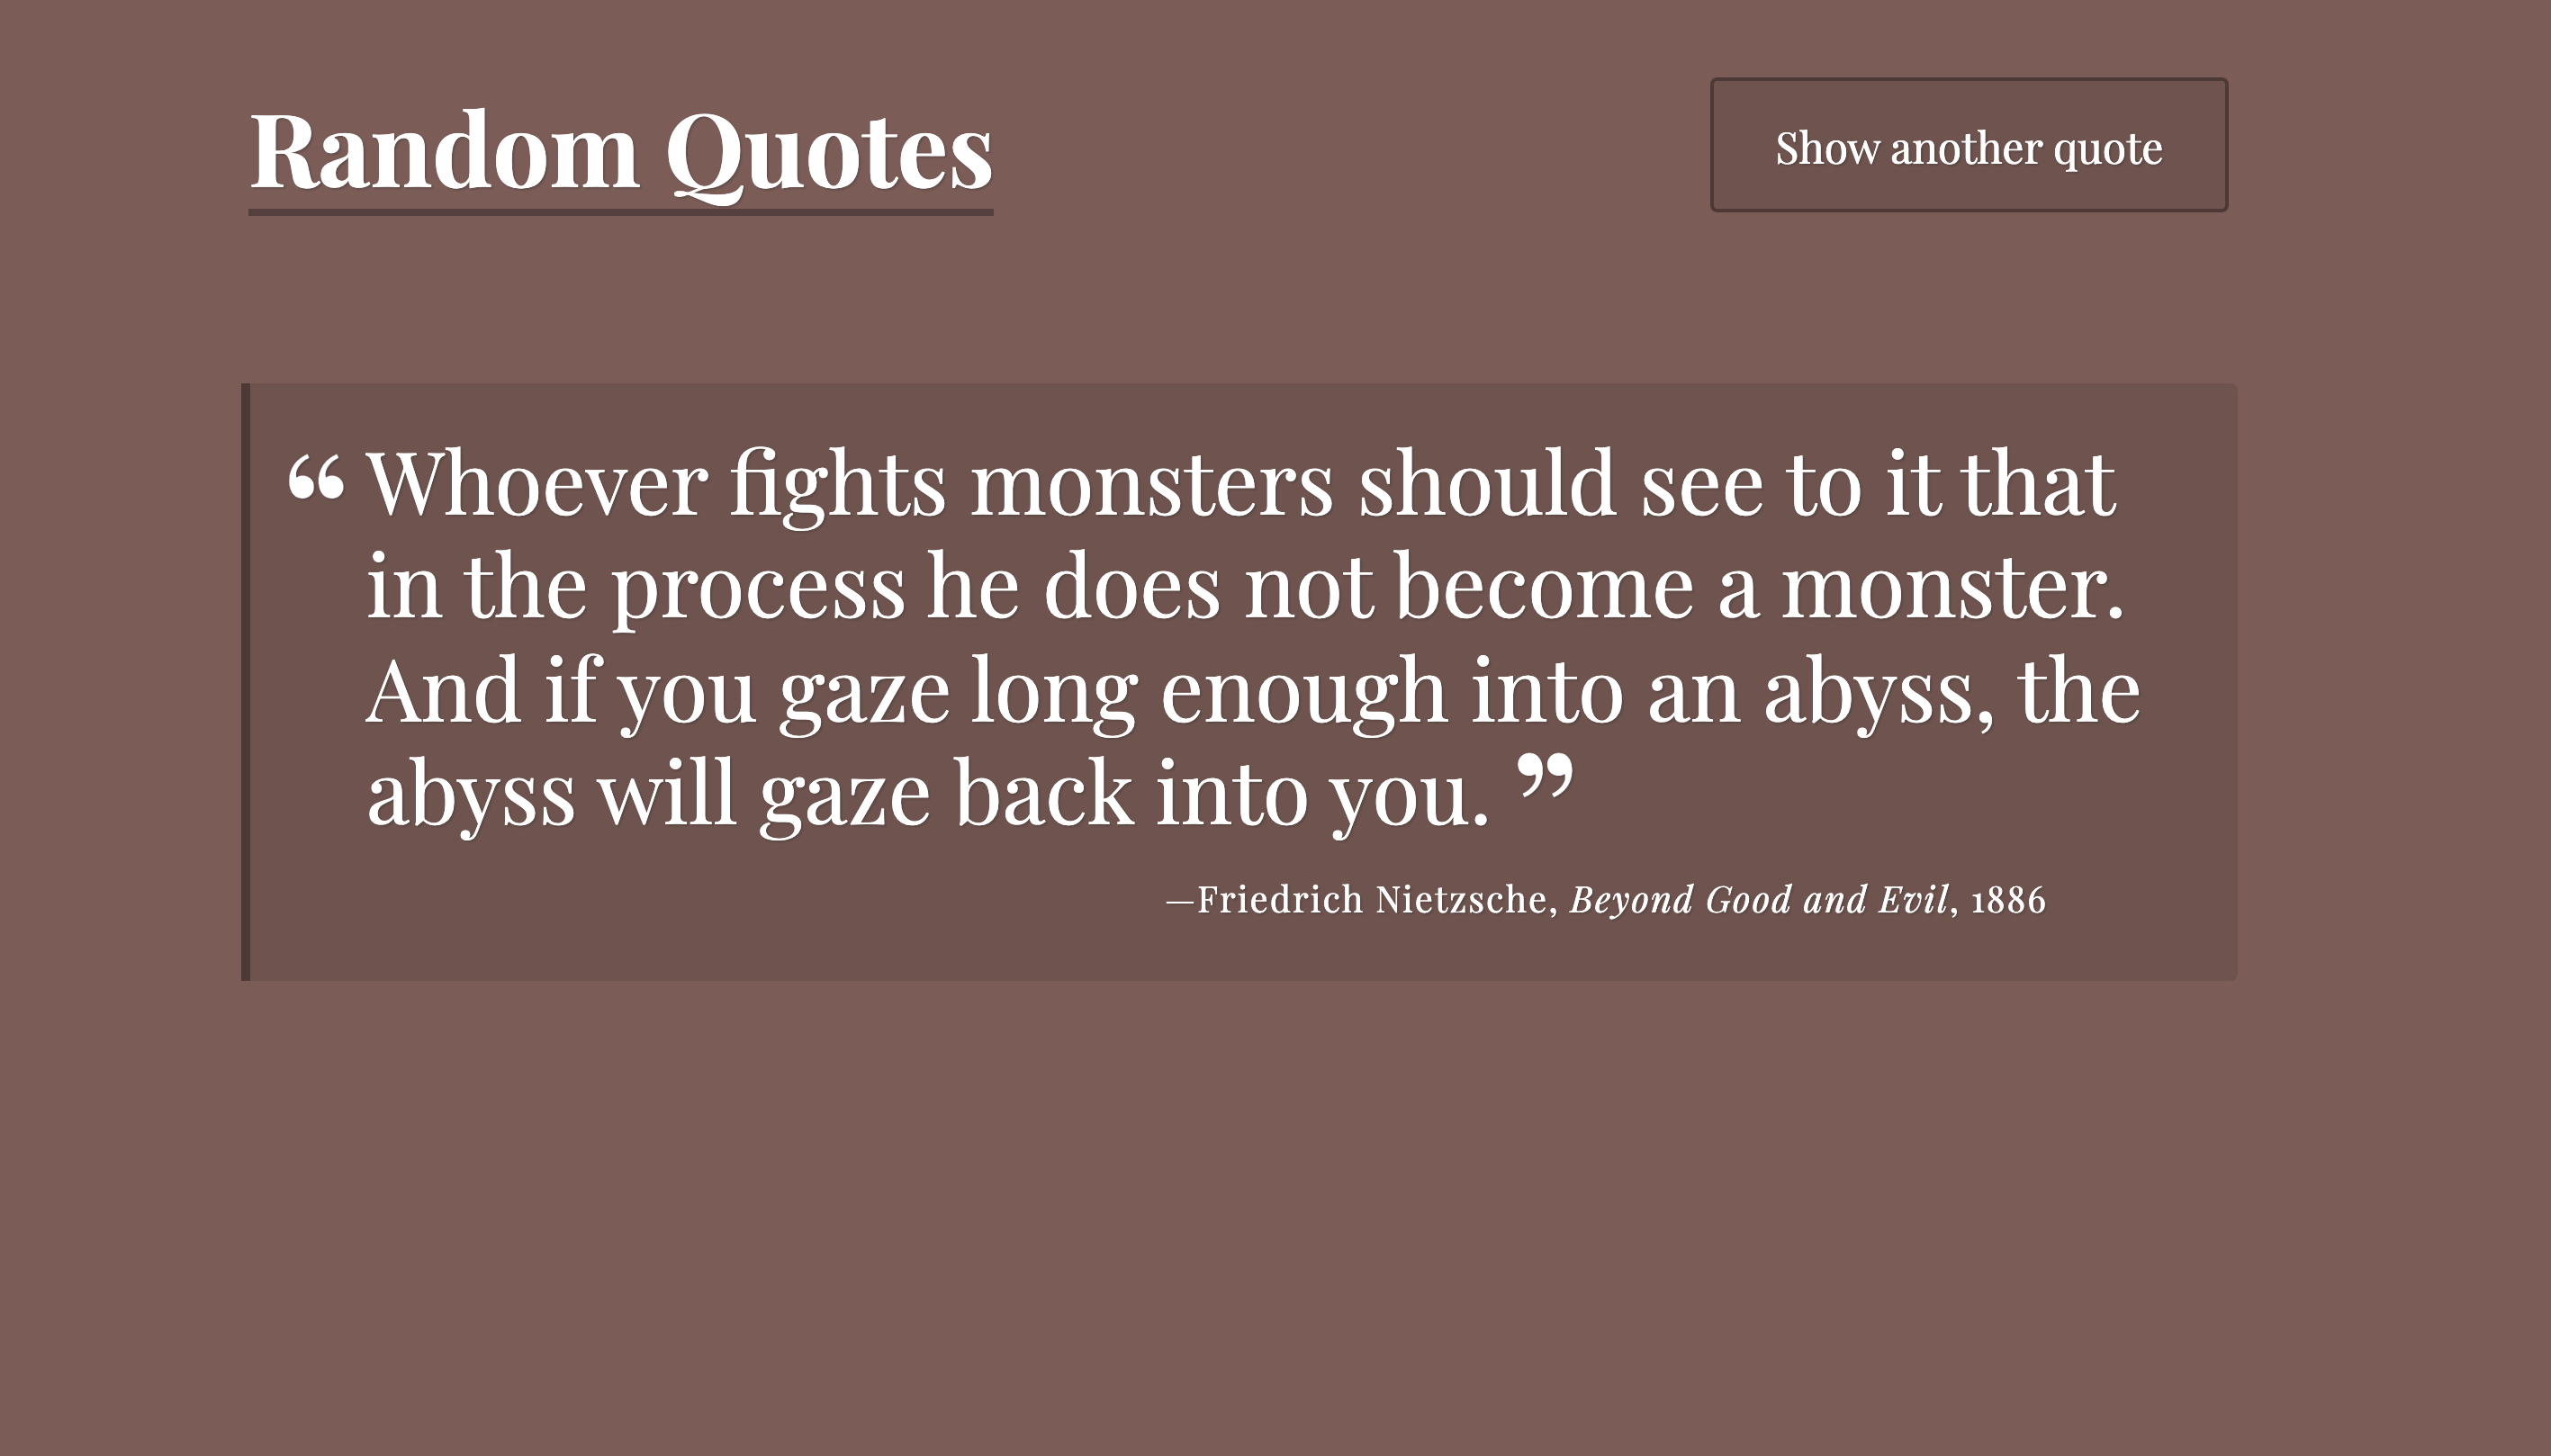 Random Quotes
Show another quote
“Whoever fights monsters should see to it that
in the process he does not become a monster.
And if you gaze long enough into an abyss, the
abyss will gaze back into you. ”
—Friedrich Nietzsche, Beyond Good and Evil, 1886